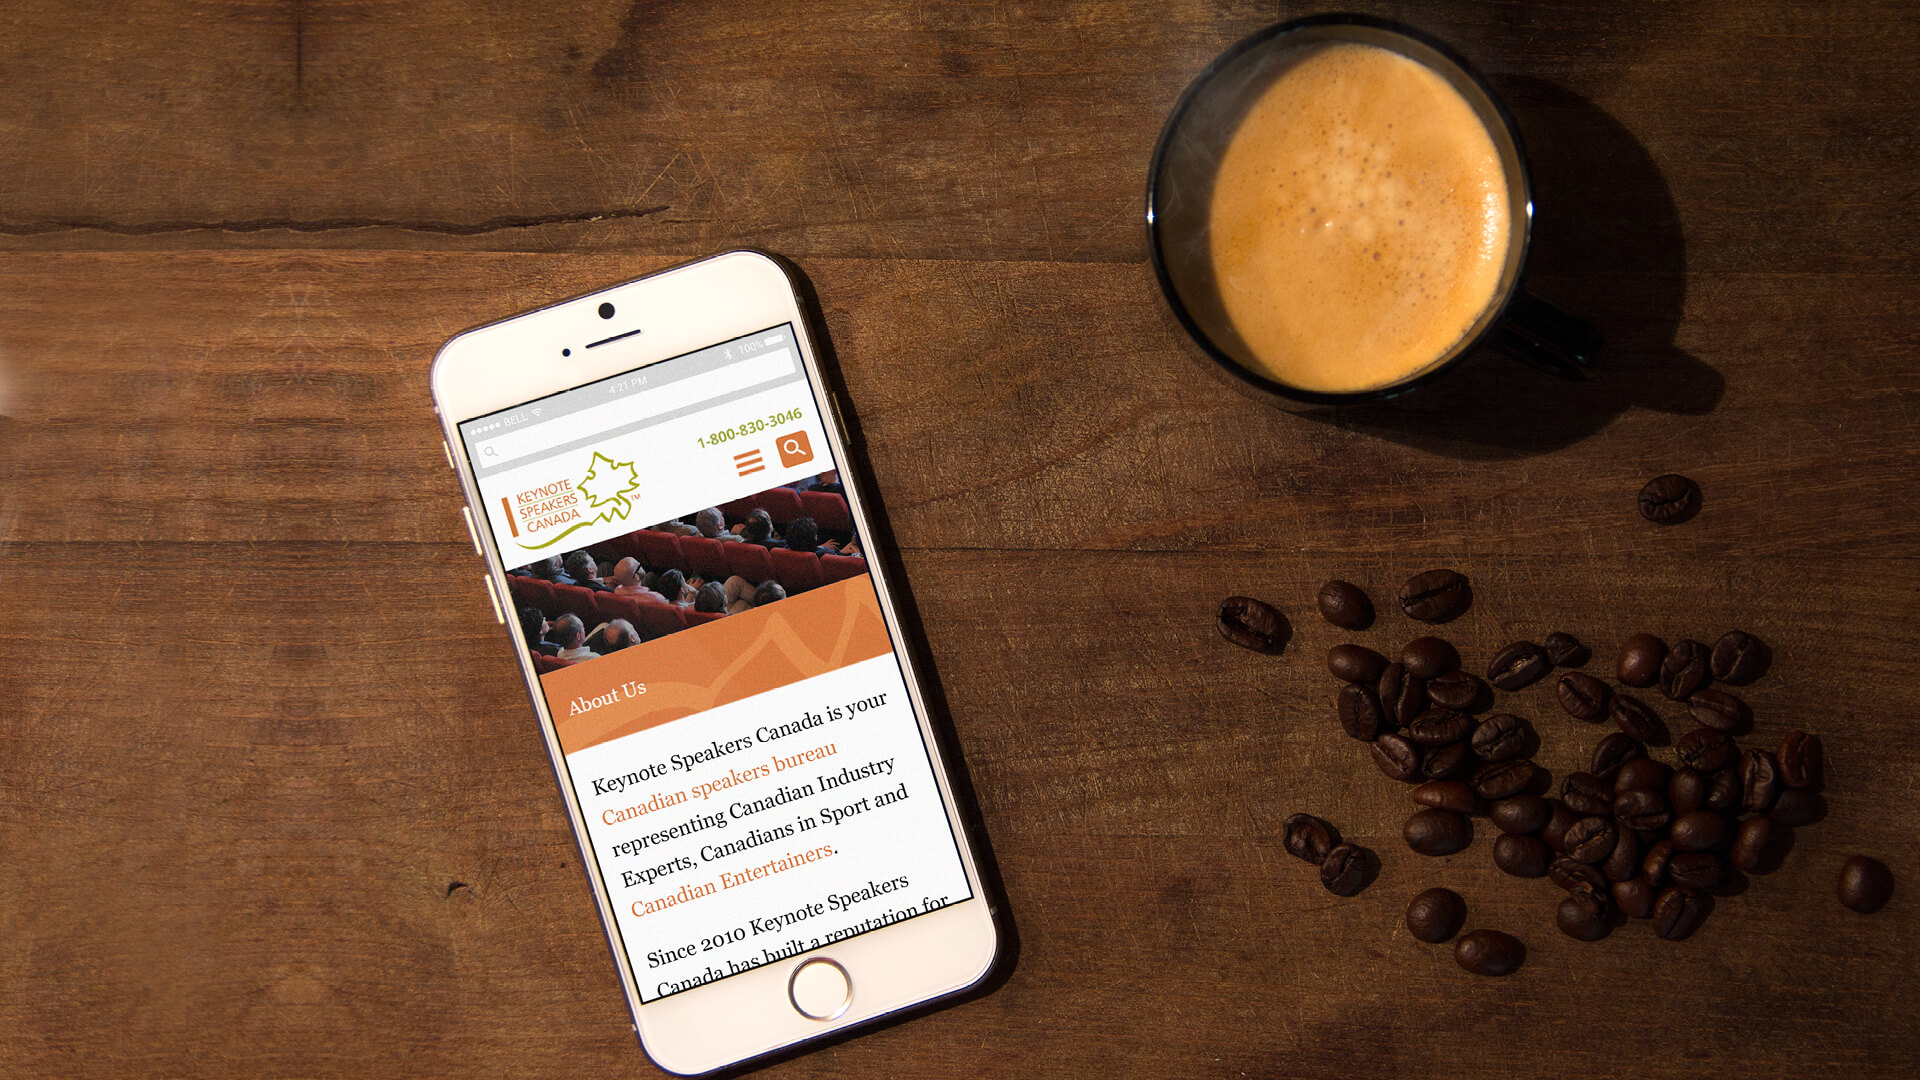 ●●●●● BELL 4:21 PM 100%
1-800-830-3046
KEYNOTE
SPEAKERS
CANADA™
About Us
Keynote Speakers Canada is your
Canadian speakers bureau
representing Canadian Industry
Experts, Canadians in Sport and
Canadian Entertainers.
Since 2010 Keynote Speakers
Canada has built a reputation for